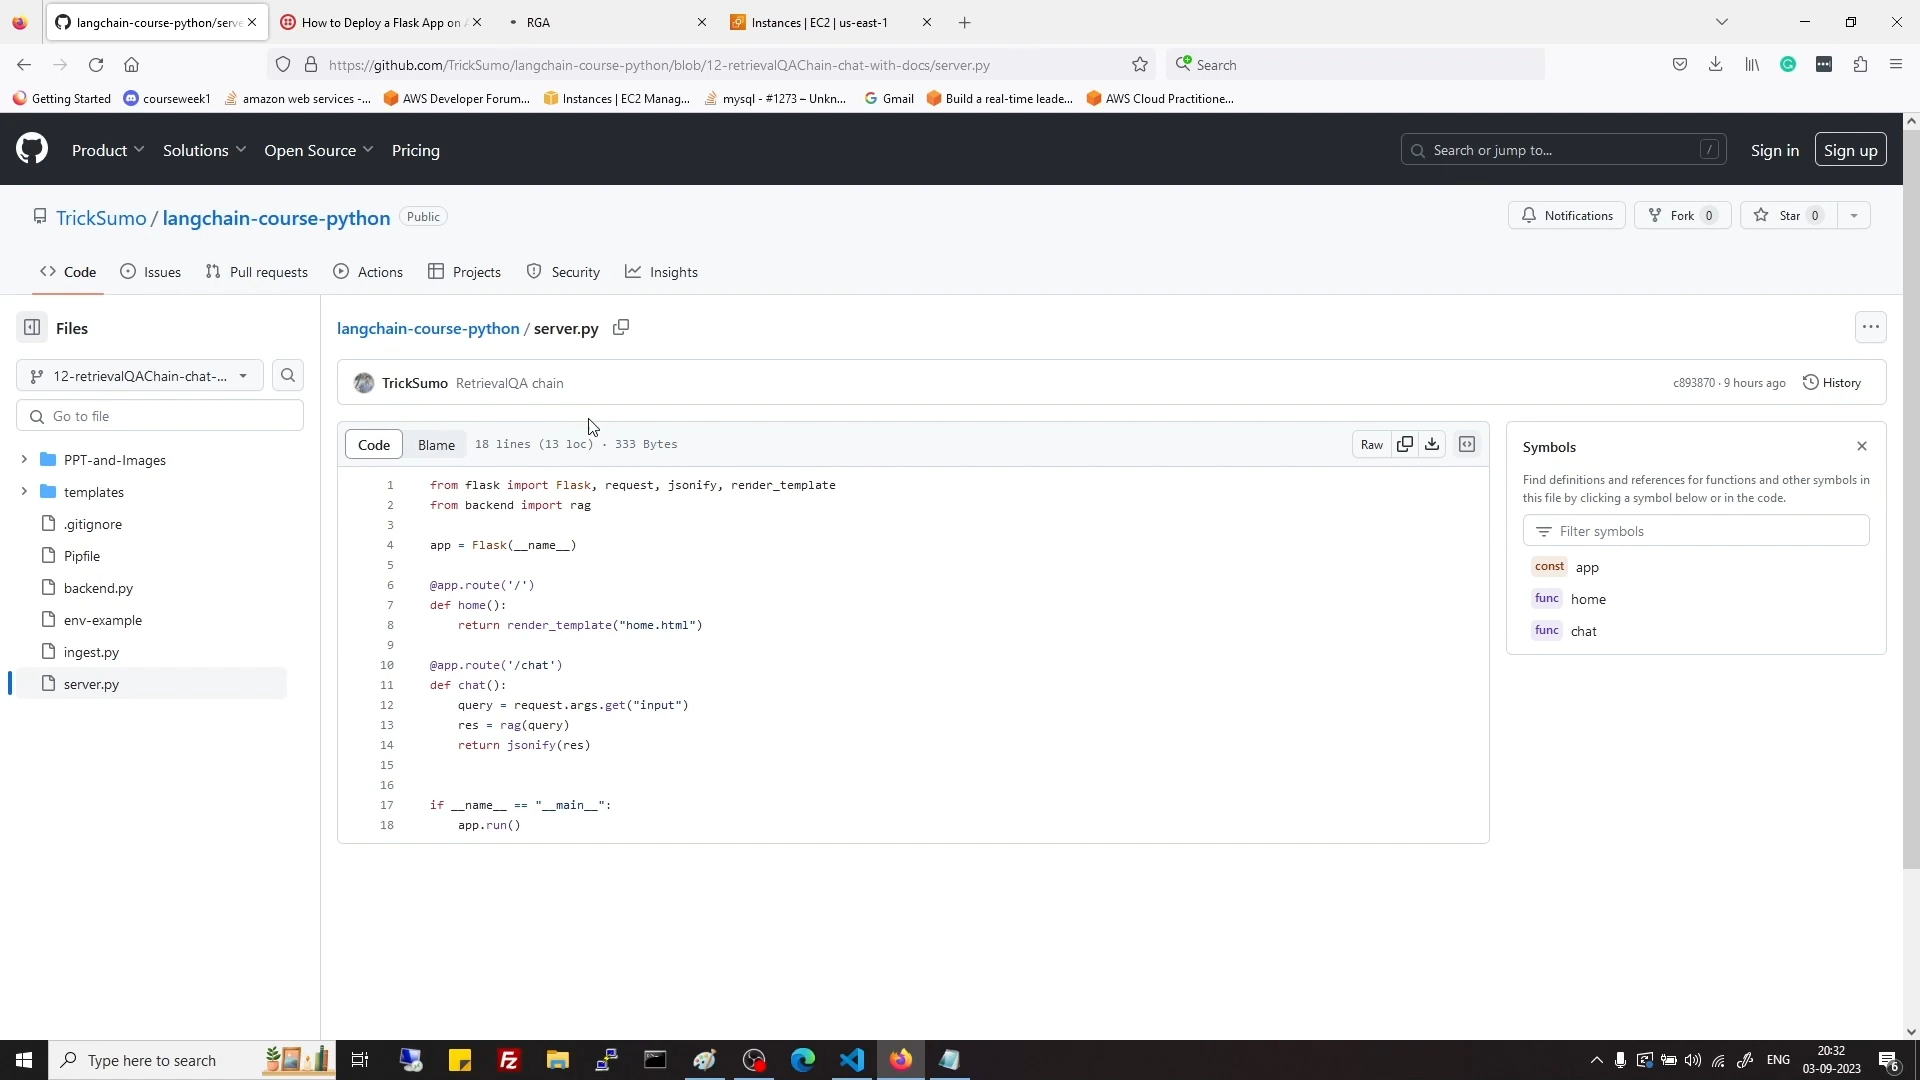 langchain-course-python/serve
How to Deploy a Flask App on A
RGA
Instances | EC2 | us-east-1
https://github.com/TrickSumo/langchain-course-python/blob/12-retrievalQAChain-chat-with-docs/server.py
Search
Getting Started
courseweek1
amazon web services -...
AWS Developer Forum...
Instances | EC2 Manag...
mysql - #1273 – Unkn...
Gmail
Build a real-time leade...
AWS Cloud Practitione...
Product
Solutions
Open Source
Pricing
Search or jump to...
/
Sign in
Sign up
TrickSumo / langchain-course-python
Public
Notifications
Fork 0
Star 0
Code
Issues
Pull requests
Actions
Projects
Security
Insights
Files
langchain-course-python / server.py
12-retrievalQAChain-chat-...
Go to file
TrickSumo RetrievalQA chain
c893870 · 9 hours ago
History
PPT-and-Images
templates
.gitignore
Pipfile
backend.py
env-example
ingest.py
server.py
Code
Blame
18 lines (13 loc) · 333 Bytes
Raw
1 from flask import Flask, request, jsonify, render_template
2 from backend import rag
3
4 app = Flask(__name__)
5
6 @app.route('/')
7 def home():
8 return render_template("home.html")
9
10 @app.route('/chat')
11 def chat():
12 query = request.args.get("input")
13 res = rag(query)
14 return jsonify(res)
15
16
17 if __name__ == "__main__":
18 app.run()
Symbols
Find definitions and references for functions and other symbols in
this file by clicking a symbol below or in the code.
Filter symbols
const app
func home
func chat
Type here to search
ENG
20:32
03-09-2023
6